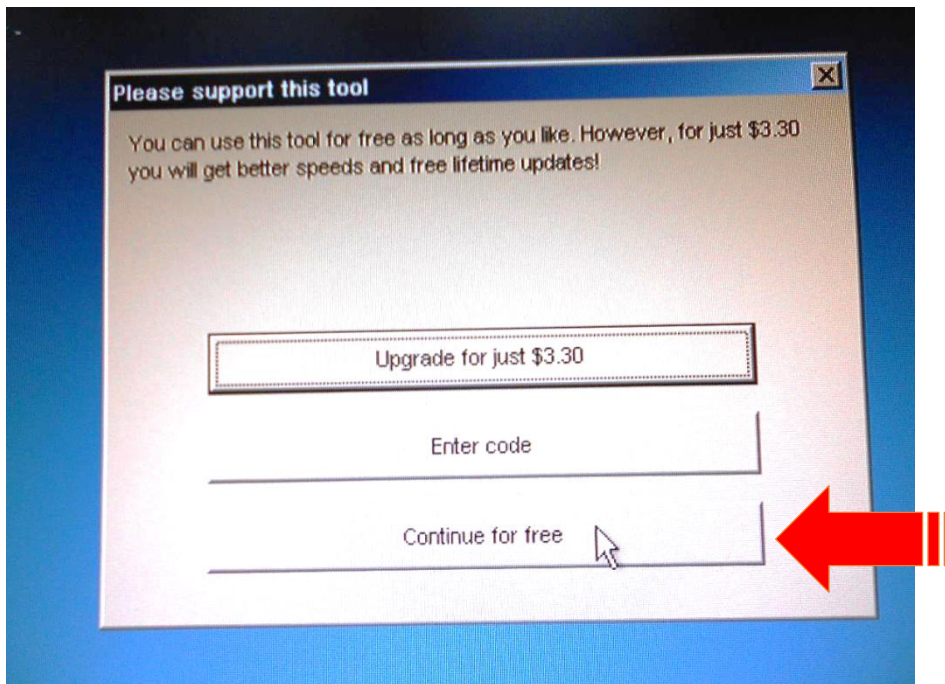 Please support this tool
You can use this tool for free as long as you like. However, for just $3.30
you will get better speeds and free lifetime updates!
Upgrade for just $3.30
Enter code
Continue for free